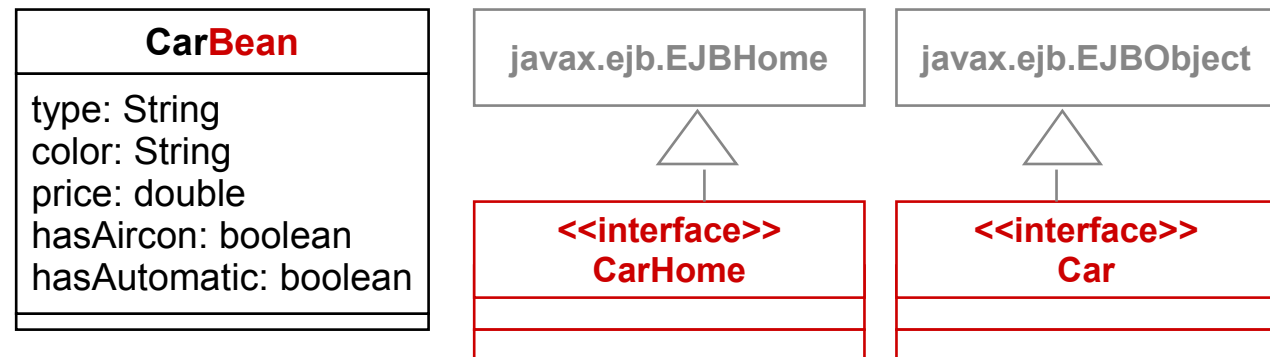 CarBean
type: String
color: String
price: double
hasAircon: boolean
hasAutomatic: boolean
javax.ejb.EJBHome
<<interface>>
CarHome
javax.ejb.EJBObject
<<interface>>
Car